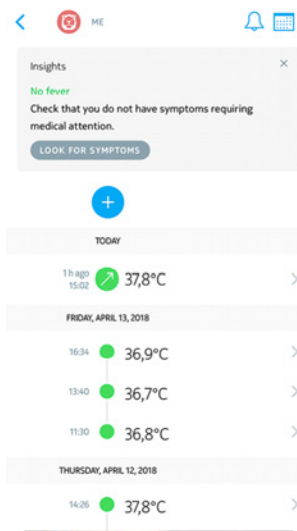 ME
Insights
No fever
Check that you do not have symptoms requiring
medical attention.
LOOK FOR SYMPTOMS
TODAY
1 h ago
15:02
37,8°C
FRIDAY, APRIL 13, 2018
16:34
36,9°C
13:40
36,7°C
11:30
36,8°C
THURSDAY, APRIL 12, 2018
14:26
37,8°C